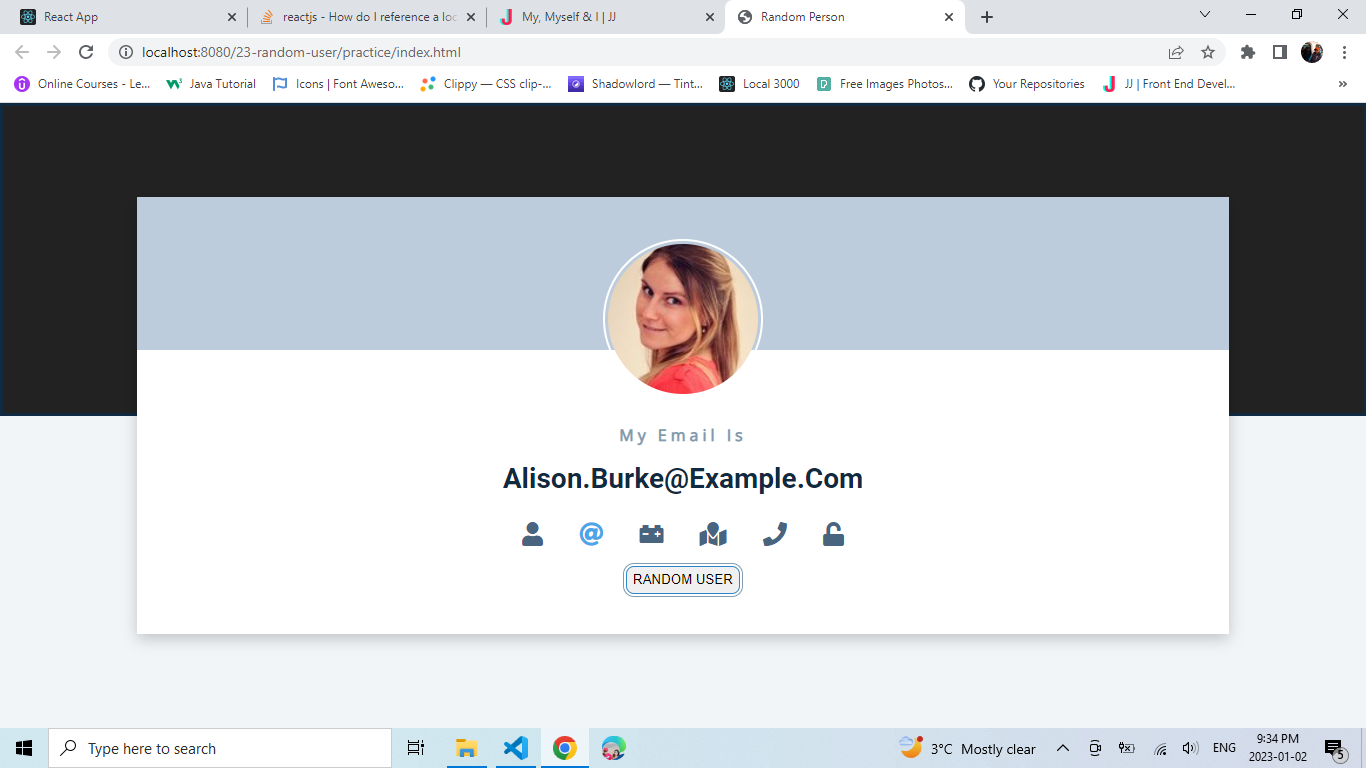 React App
reactjs - How do I reference a loc
My, Myself & I | JJ
Random Person
localhost:8080/23-random-user/practice/index.html
Online Courses - Le...
Java Tutorial
Icons | Font Aweso...
Clippy — CSS clip-...
Shadowlord — Tint...
Local 3000
Free Images Photos...
Your Repositories
JJ | Front End Devel...
»
My Email Is
Alison.Burke@Example.Com
RANDOM USER
Type here to search
3°C Mostly clear
ENG
9:34 PM
2023-01-02
5